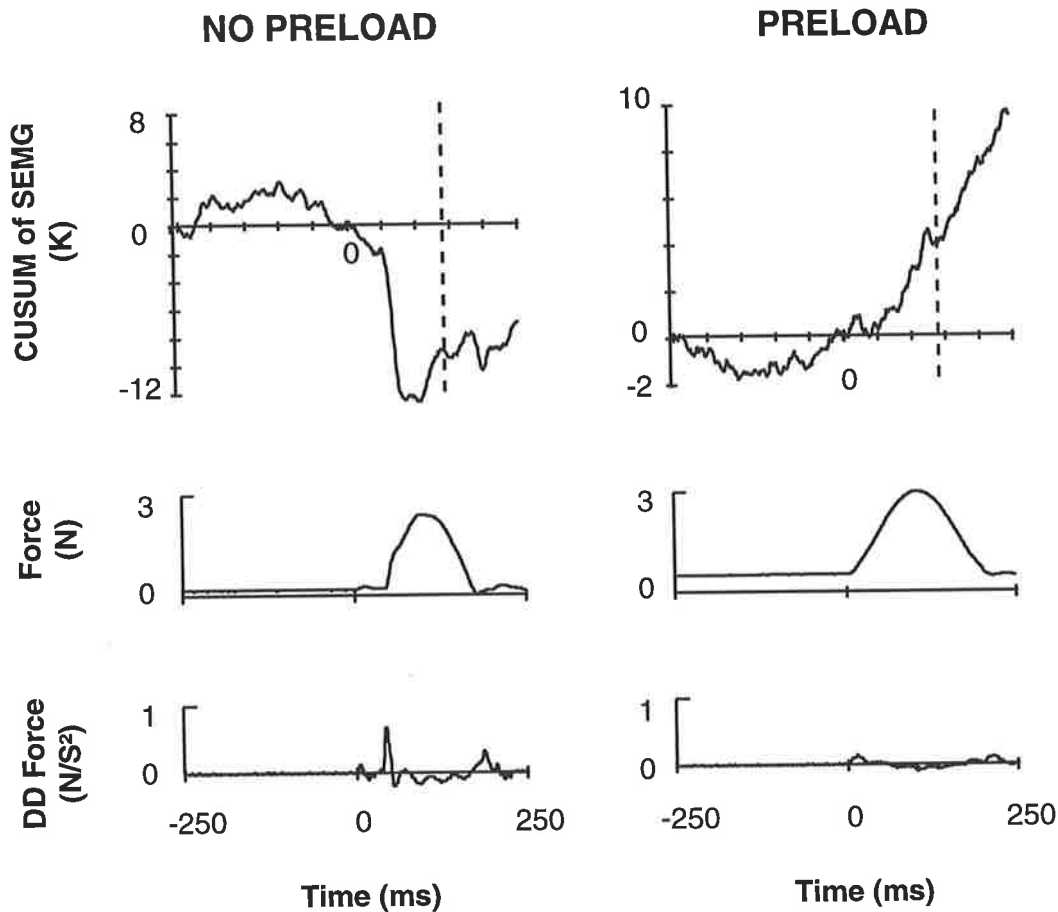 NO PRELOAD
PRELOAD
CUSUM of SEMG
(K)
8
0
-12
0
10
0
-2
0
Force
(N)
3
0
3
0
DD Force
(N/S²)
1
0
1
0
-250 0 250
-250 0 250
Time (ms)
Time (ms)